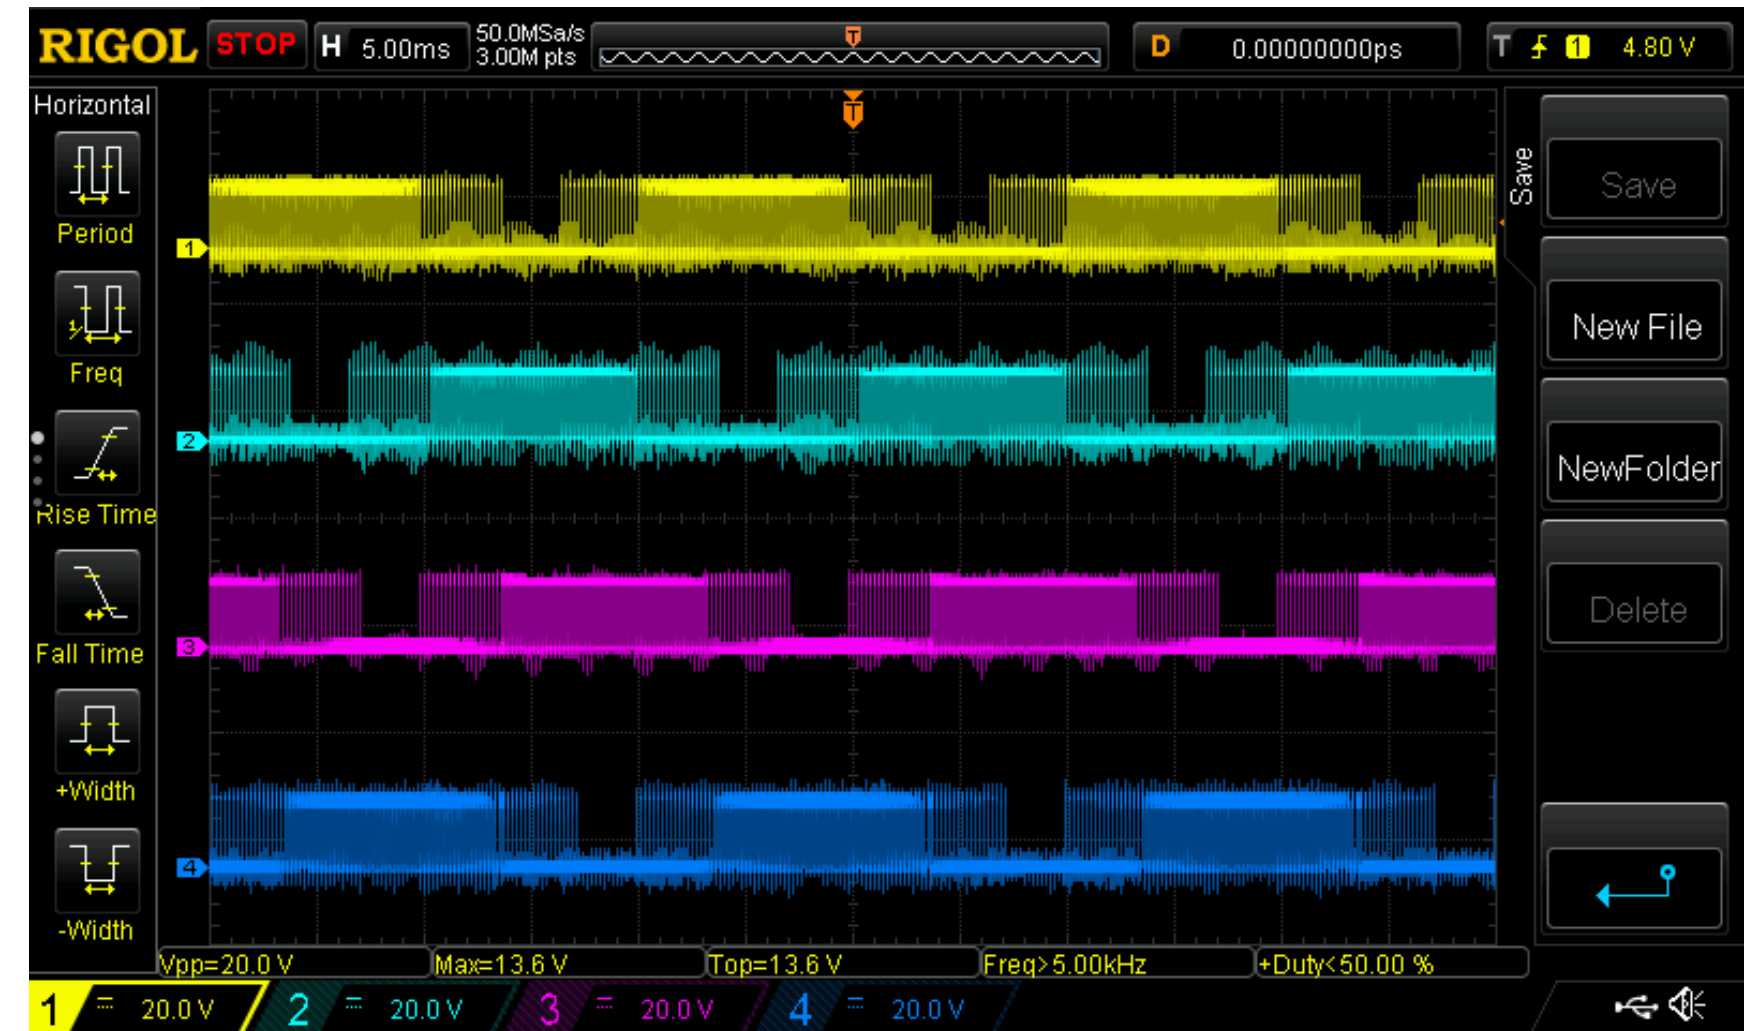 RIGOL STOP H 5.00ms 50.0MSa/s D 0.00000000ps T 1 4.80 V
3.00M pts
T
Horizontal
T
Save
Save
Period
1
New File
Freq
2
NewFolder
Rise Time
Delete
3
Fall Time
+Width
4
-Width
Vpp=20.0 V Max=13.6 V Top=13.6 V Freq>5.00kHz +Duty<50.00 %
1 20.0 V 2 20.0 V 3 20.0 V 4 20.0 V